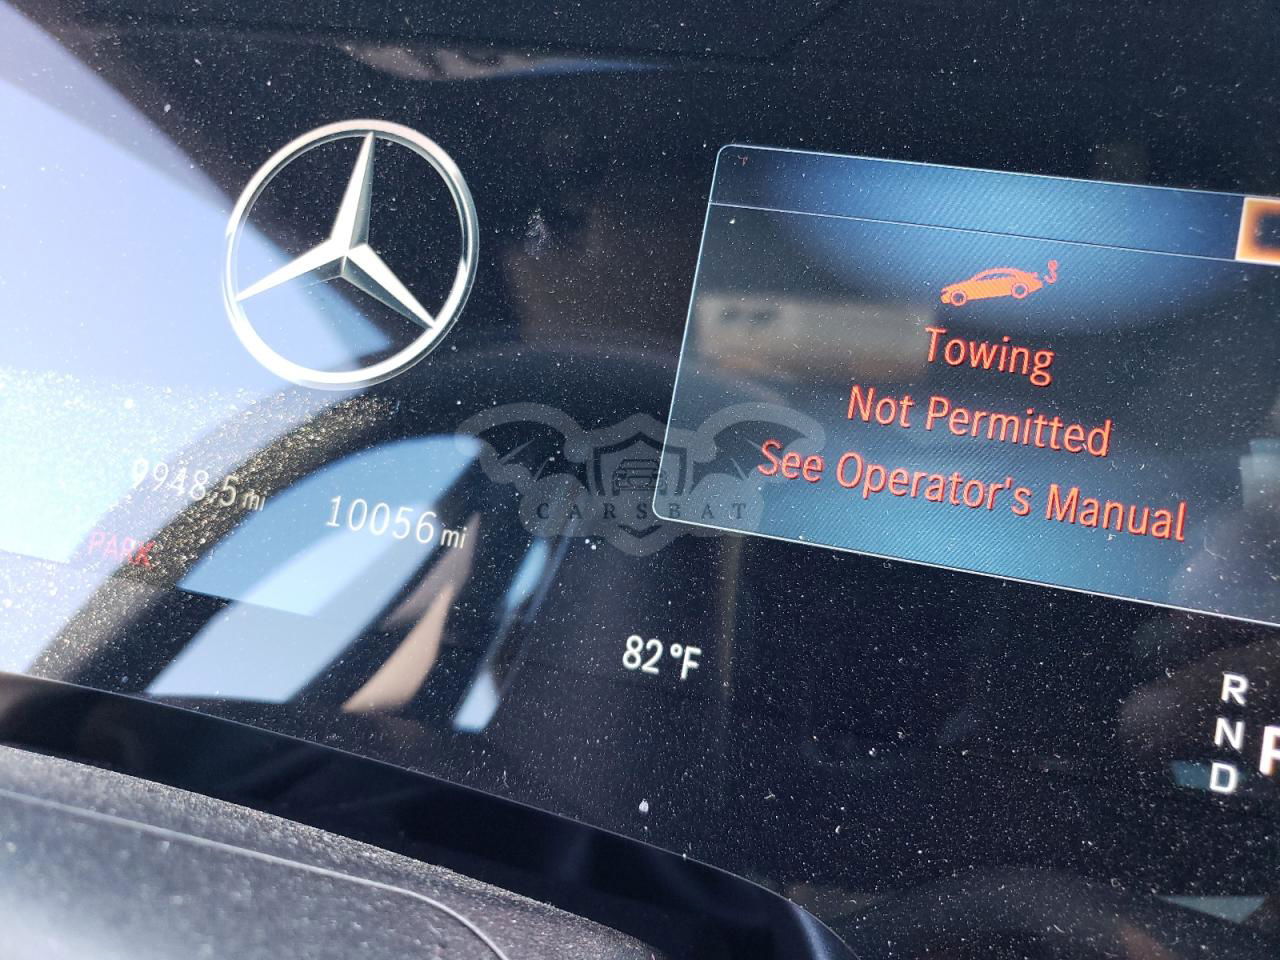 Towing
Not Permitted
See Operator's Manual
9948.5 mi
10056 mi
PARK
CARSBAT
82°F
R
N
D
P